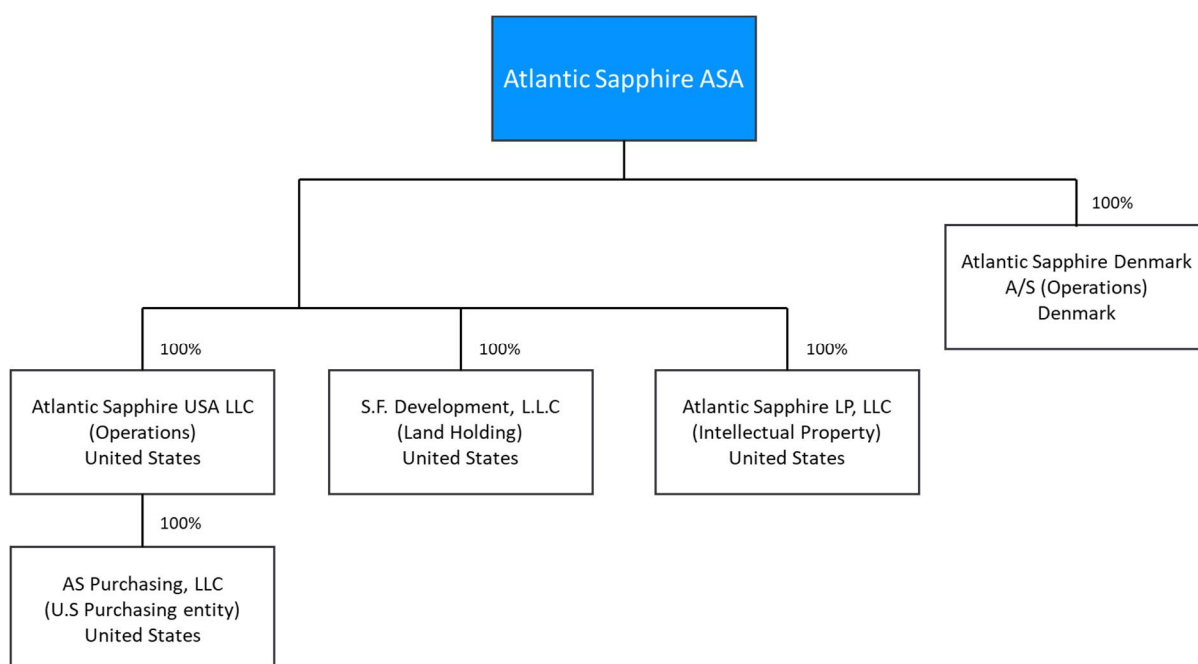 Atlantic Sapphire ASA
100%
Atlantic Sapphire Denmark
A/S (Operations)
Denmark
100%
Atlantic Sapphire USA LLC
(Operations)
United States
100%
S.F. Development, L.L.C
(Land Holding)
United States
100%
Atlantic Sapphire LP, LLC
(Intellectual Property)
United States
100%
AS Purchasing, LLC
(U.S Purchasing entity)
United States